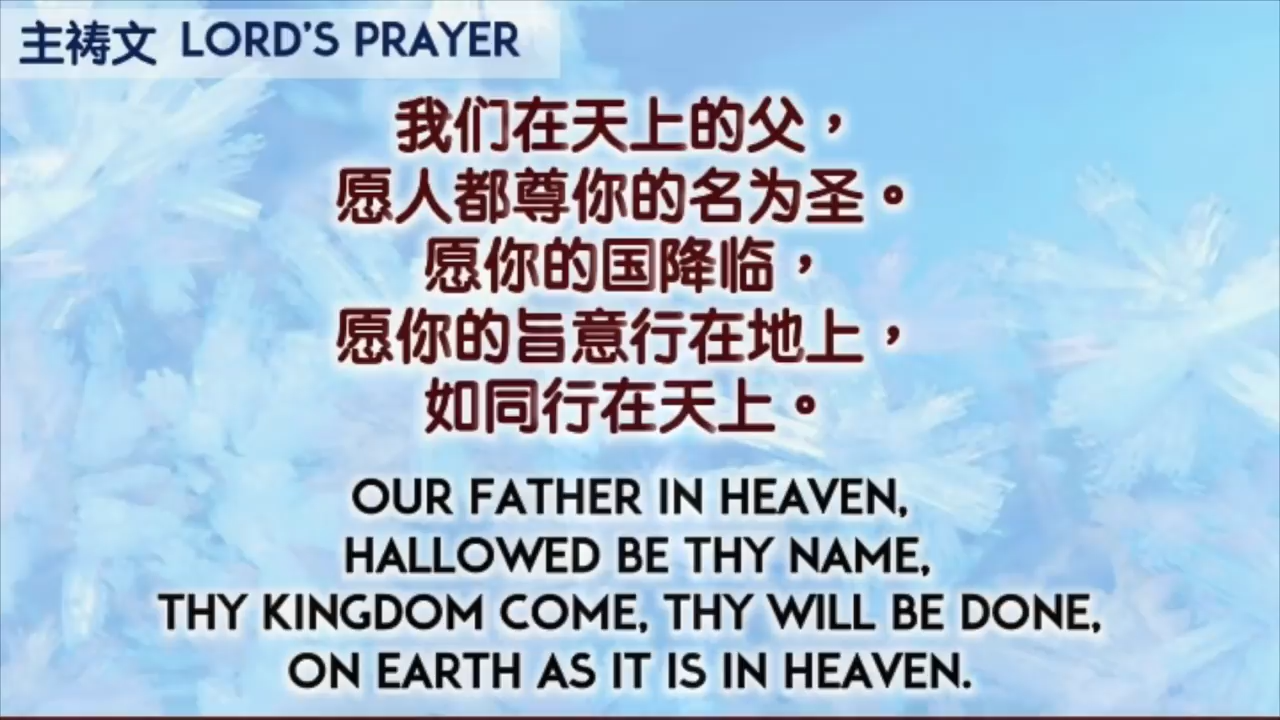 主祷文 LORD'S PRAYER
我们在天上的父，
愿人都尊你的名为圣。
愿你的国降临，
愿你的旨意行在地上，
如同行在天上。
OUR FATHER IN HEAVEN,
HALLOWED BE THY NAME,
THY KINGDOM COME, THY WILL BE DONE,
ON EARTH AS IT IS IN HEAVEN.